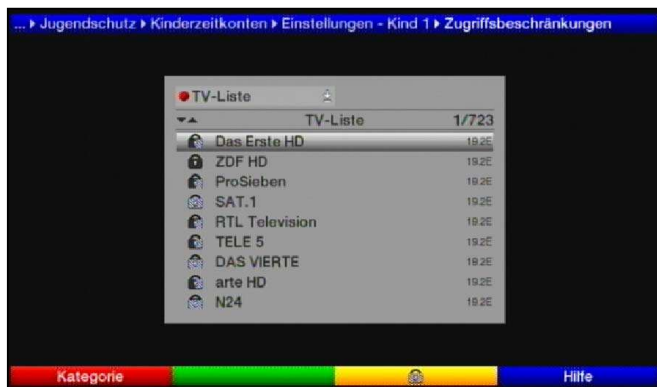 ... ▸ Jugendschutz ▸ Kinderzeitkonten ▸ Einstellungen - Kind 1 ▸ Zugriffsbeschränkungen
TV-Liste
TV-Liste 1/723
Das Erste HD 19.2E
ZDF HD 19.2E
ProSieben 19.2E
SAT.1 19.2E
RTL Television 19.2E
TELE 5 19.2E
DAS VIERTE 19.2E
arte HD 19.2E
N24 19.2E
Kategorie Hilfe